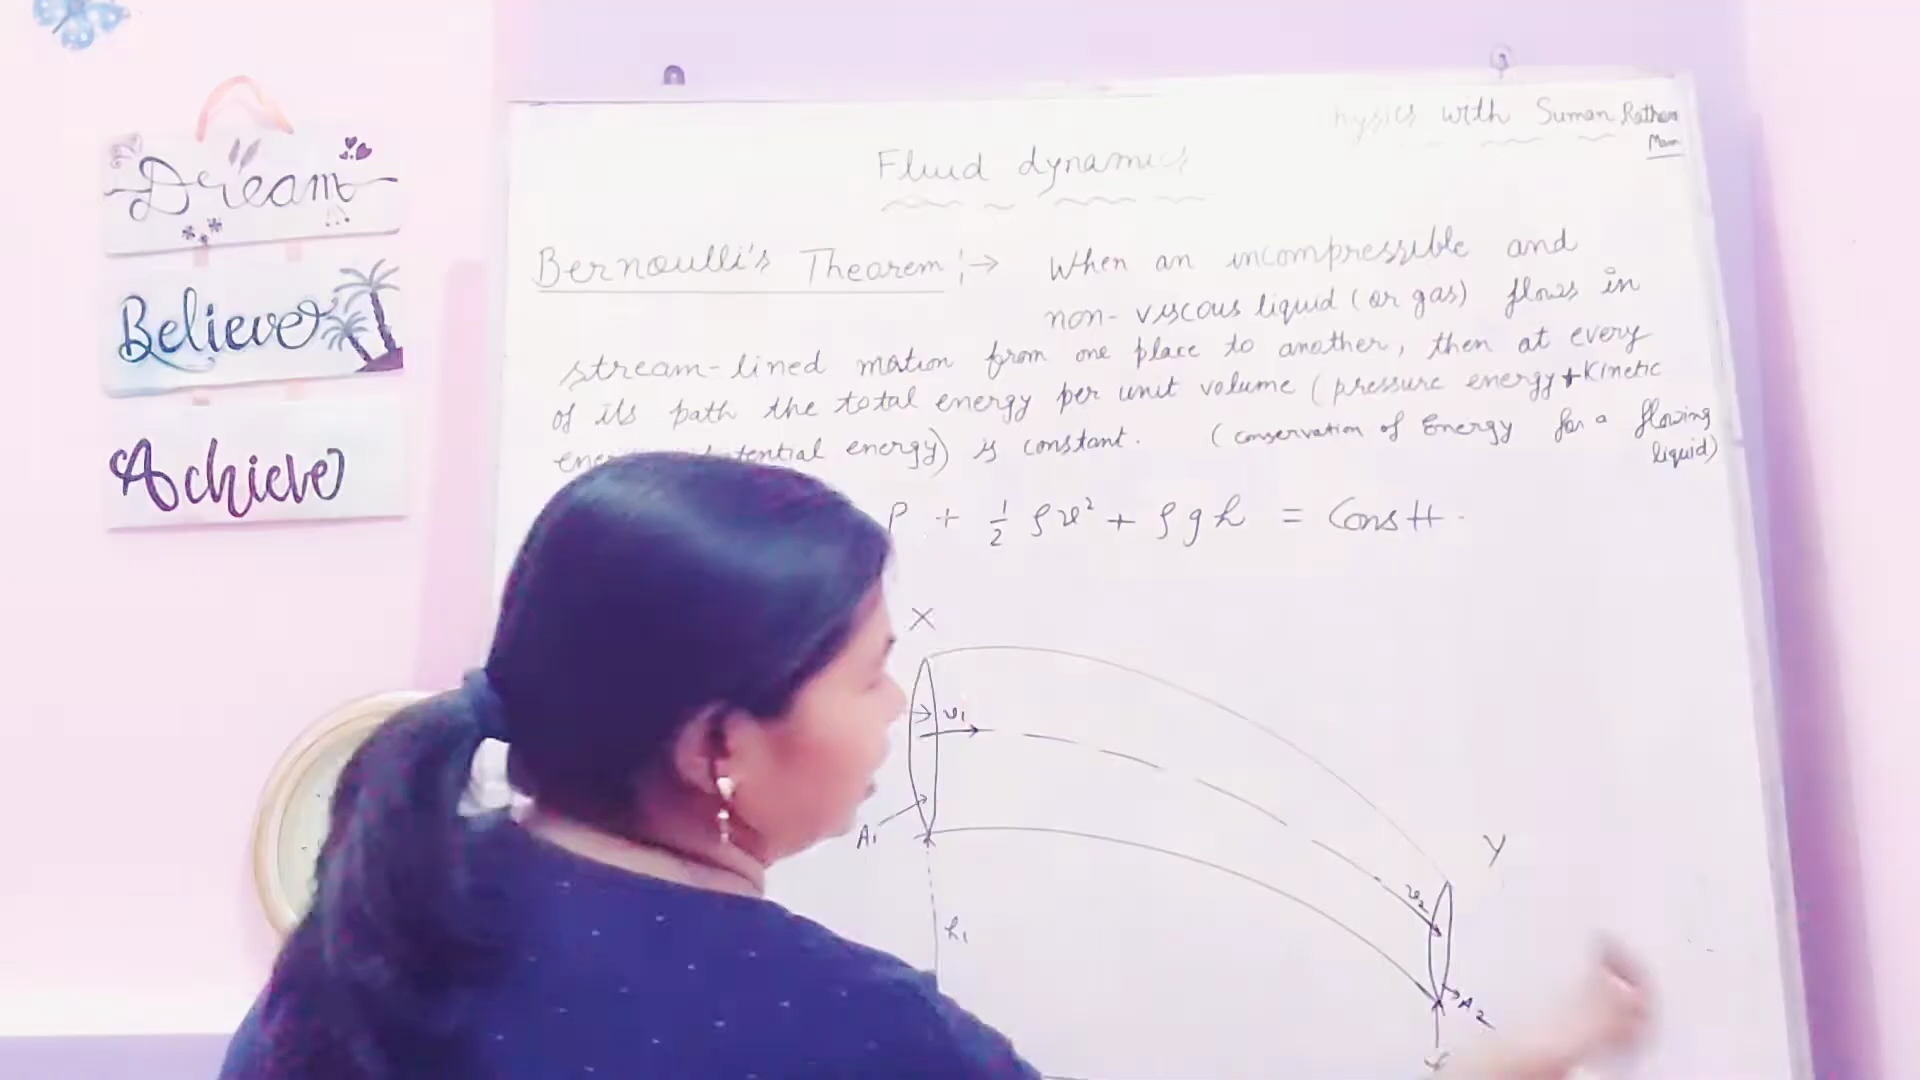 Dream
Believe
Achieve
hysics with Suman Rathore
Mam
Fluid dynamics
Bernoulli's Theorem :→ When an incompressible and
non-viscous liquid (or gas) flows in
stream-lined motion from one place to another, then at every
of its path the total energy per unit volume (pressure energy + Kinetic
energy) is constant. (conservation of Energy for a flowing
liquid)
P + 1/2 ρv² + ρgh = Constt.
X
v₁
A₁
h₁
Y
v₂
A₂